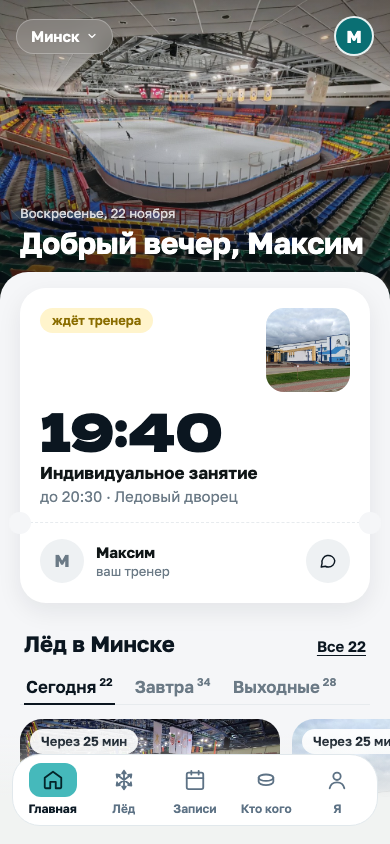 Минск
М
Воскресенье, 22 ноября
Добрый вечер, Максим
ждёт тренера
19:40
Индивидуальное занятие
до 20:30 · Ледовый дворец
М
Максим
ваш тренер
Лёд в Минске
Все 22
Сегодня 22 Завтра 34 Выходные 28
Через 25 мин
Через 25 мин
Главная Лёд Записи Кто кого Я